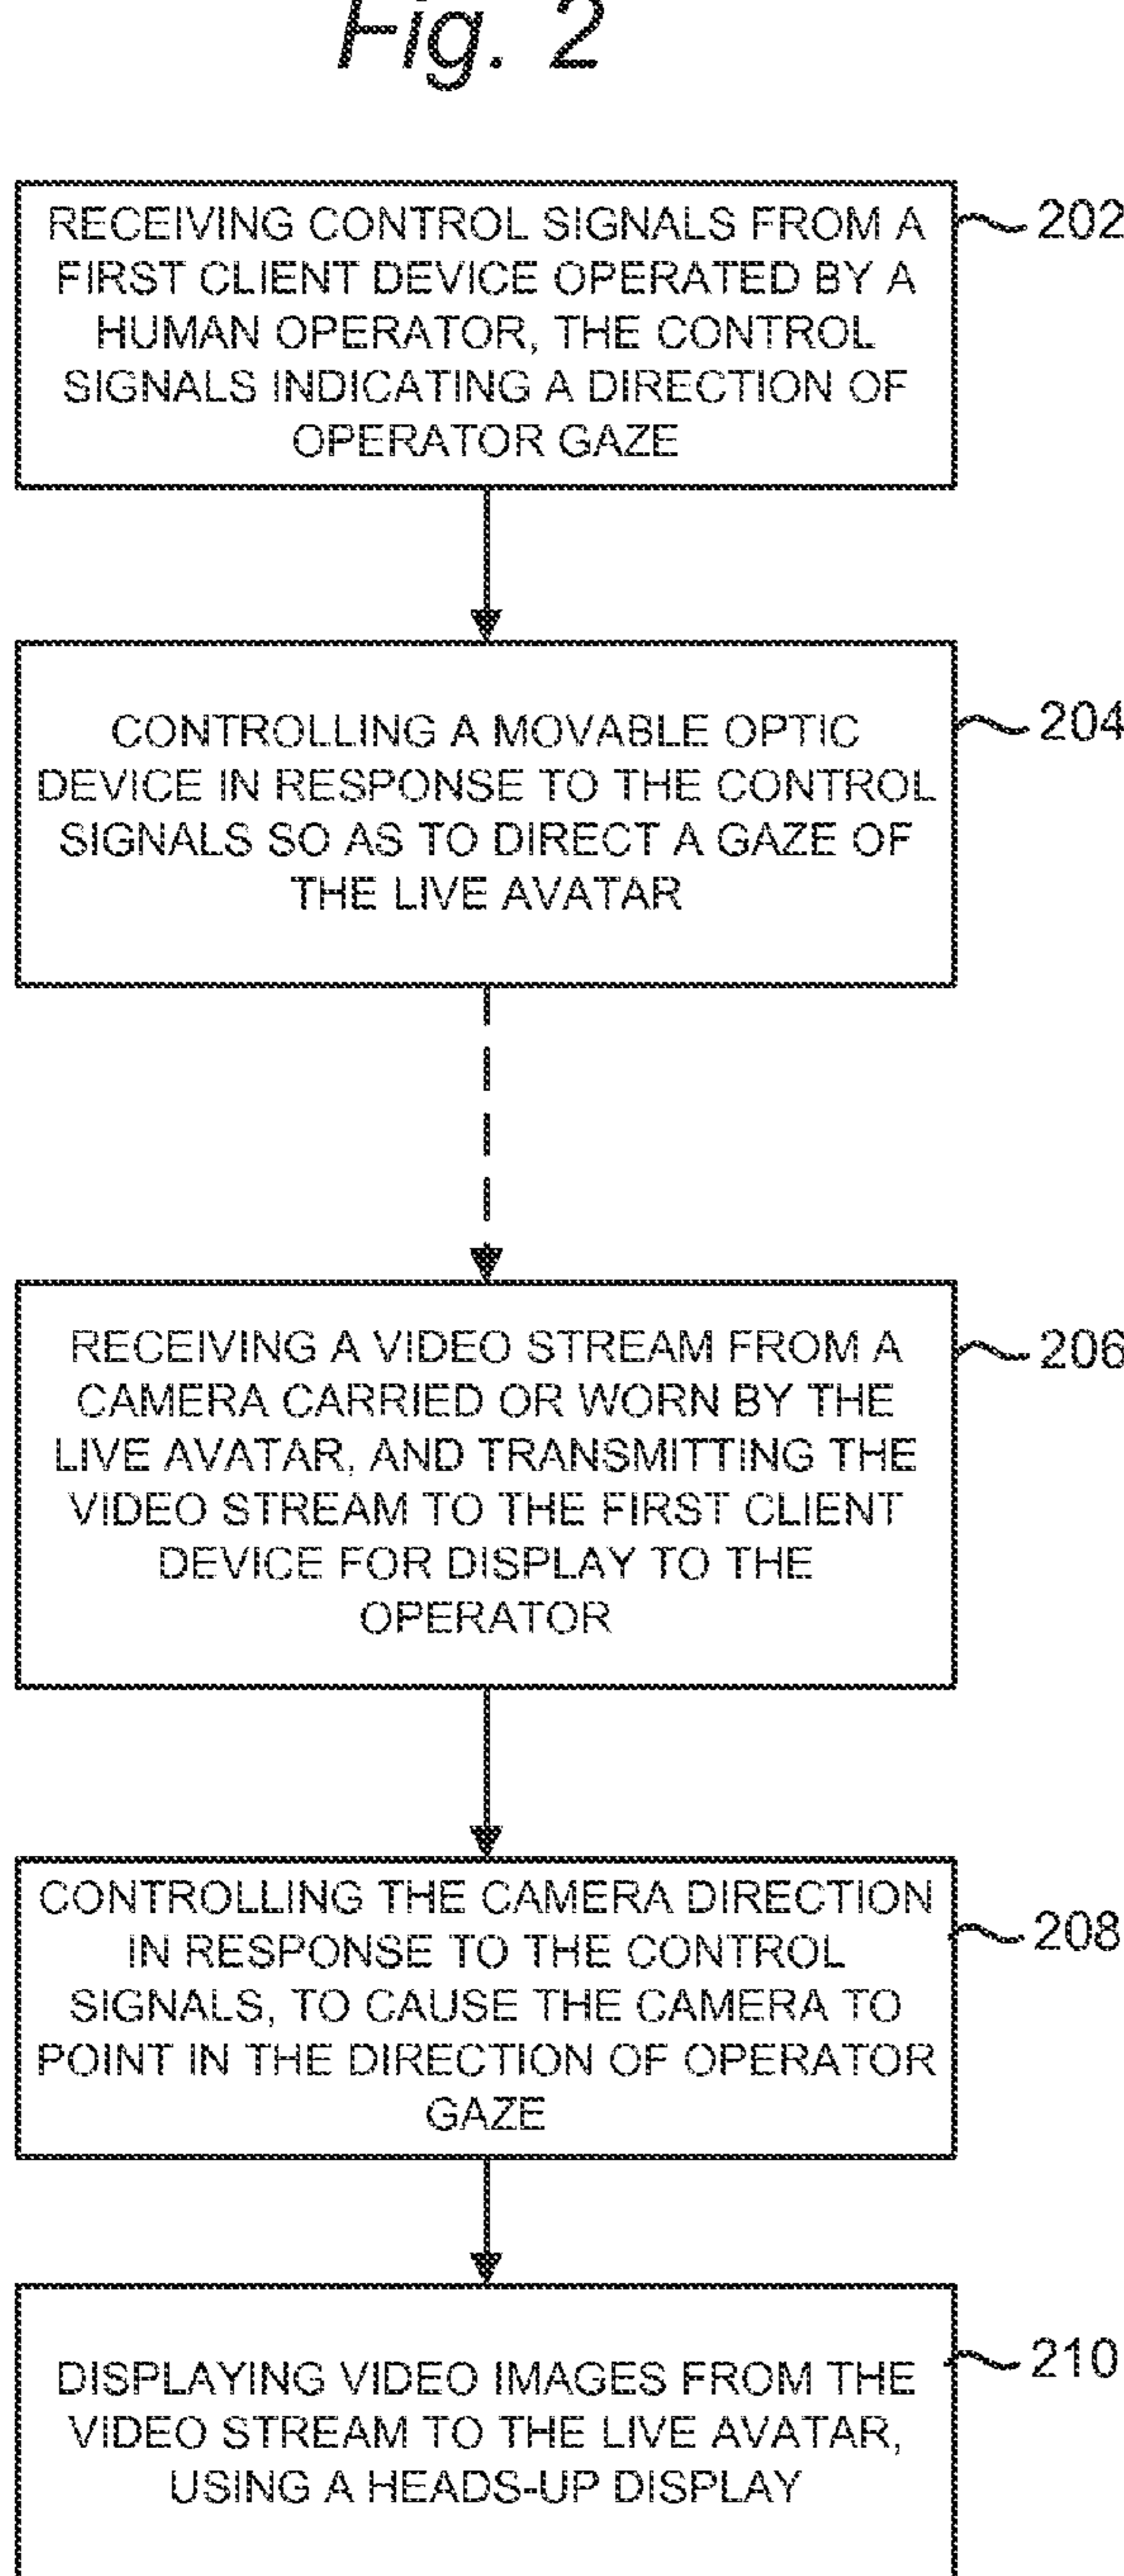 Fig. 2
RECEIVING CONTROL SIGNALS FROM A
FIRST CLIENT DEVICE OPERATED BY A
HUMAN OPERATOR, THE CONTROL
SIGNALS INDICATING A DIRECTION OF
OPERATOR GAZE
202
CONTROLLING A MOVABLE OPTIC
DEVICE IN RESPONSE TO THE CONTROL
SIGNALS SO AS TO DIRECT A GAZE OF
THE LIVE AVATAR
204
RECEIVING A VIDEO STREAM FROM A
CAMERA CARRIED OR WORN BY THE
LIVE AVATAR, AND TRANSMITTING THE
VIDEO STREAM TO THE FIRST CLIENT
DEVICE FOR DISPLAY TO THE
OPERATOR
206
CONTROLLING THE CAMERA DIRECTION
IN RESPONSE TO THE CONTROL
SIGNALS, TO CAUSE THE CAMERA TO
POINT IN THE DIRECTION OF OPERATOR
GAZE
208
DISPLAYING VIDEO IMAGES FROM THE
VIDEO STREAM TO THE LIVE AVATAR,
USING A HEADS-UP DISPLAY
210